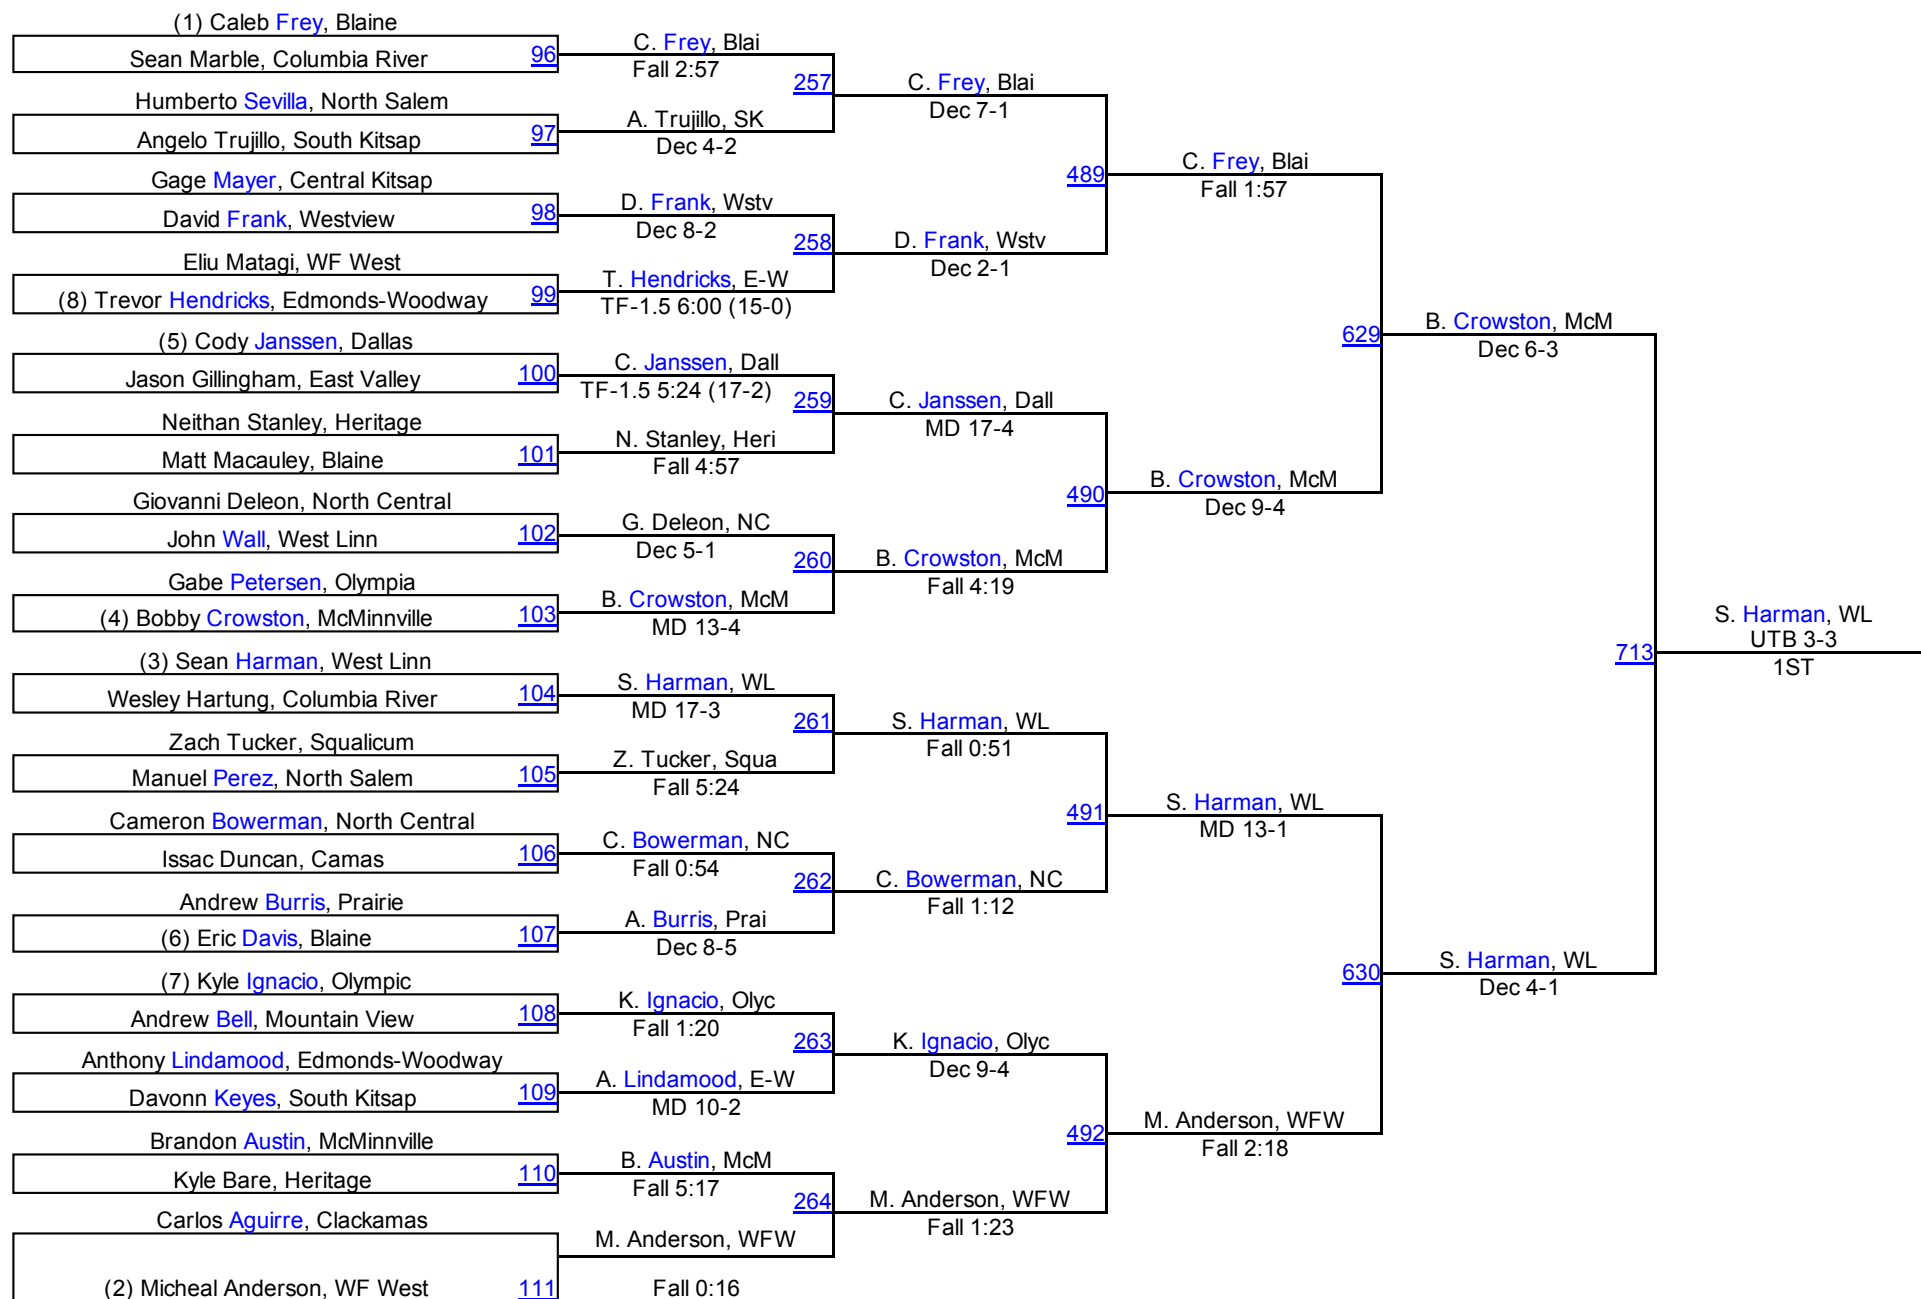 (1) Caleb Frey, Blaine
Sean Marble, Columbia River
96
Humberto Sevilla, North Salem
Angelo Trujillo, South Kitsap
97
Gage Mayer, Central Kitsap
David Frank, Westview
98
Eliu Matagi, WF West
(8) Trevor Hendricks, Edmonds-Woodway
99
(5) Cody Janssen, Dallas
Jason Gillingham, East Valley
100
Neithan Stanley, Heritage
Matt Macauley, Blaine
101
Giovanni Deleon, North Central
John Wall, West Linn
102
Gabe Petersen, Olympia
(4) Bobby Crowston, McMinnville
103
(3) Sean Harman, West Linn
Wesley Hartung, Columbia River
104
Zach Tucker, Squalicum
Manuel Perez, North Salem
105
Cameron Bowerman, North Central
Issac Duncan, Camas
106
Andrew Burris, Prairie
(6) Eric Davis, Blaine
107
(7) Kyle Ignacio, Olympic
Andrew Bell, Mountain View
108
Anthony Lindamood, Edmonds-Woodway
Davonn Keyes, South Kitsap
109
Brandon Austin, McMinnville
Kyle Bare, Heritage
110
Carlos Aguirre, Clackamas
(2) Micheal Anderson, WF West
111
C. Frey, Blai
Fall 2:57
257
A. Trujillo, SK
Dec 4-2
D. Frank, Wstv
Dec 8-2
258
T. Hendricks, E-W
TF-1.5 6:00 (15-0)
C. Janssen, Dall
TF-1.5 5:24 (17-2)
259
N. Stanley, Heri
Fall 4:57
G. Deleon, NC
Dec 5-1
260
B. Crowston, McM
MD 13-4
S. Harman, WL
MD 17-3
261
Z. Tucker, Squa
Fall 5:24
C. Bowerman, NC
Fall 0:54
262
A. Burris, Prai
Dec 8-5
K. Ignacio, Olyc
Fall 1:20
263
A. Lindamood, E-W
MD 10-2
B. Austin, McM
Fall 5:17
264
M. Anderson, WFW
Fall 0:16
C. Frey, Blai
Dec 7-1
489
D. Frank, Wstv
Dec 2-1
C. Janssen, Dall
MD 17-4
490
B. Crowston, McM
Fall 4:19
S. Harman, WL
Fall 0:51
491
C. Bowerman, NC
Fall 1:12
K. Ignacio, Olyc
Dec 9-4
492
M. Anderson, WFW
Fall 1:23
C. Frey, Blai
Fall 1:57
629
B. Crowston, McM
Dec 9-4
S. Harman, WL
MD 13-1
630
M. Anderson, WFW
Fall 2:18
B. Crowston, McM
Dec 6-3
713
S. Harman, WL
Dec 4-1
S. Harman, WL
UTB 3-3
1ST